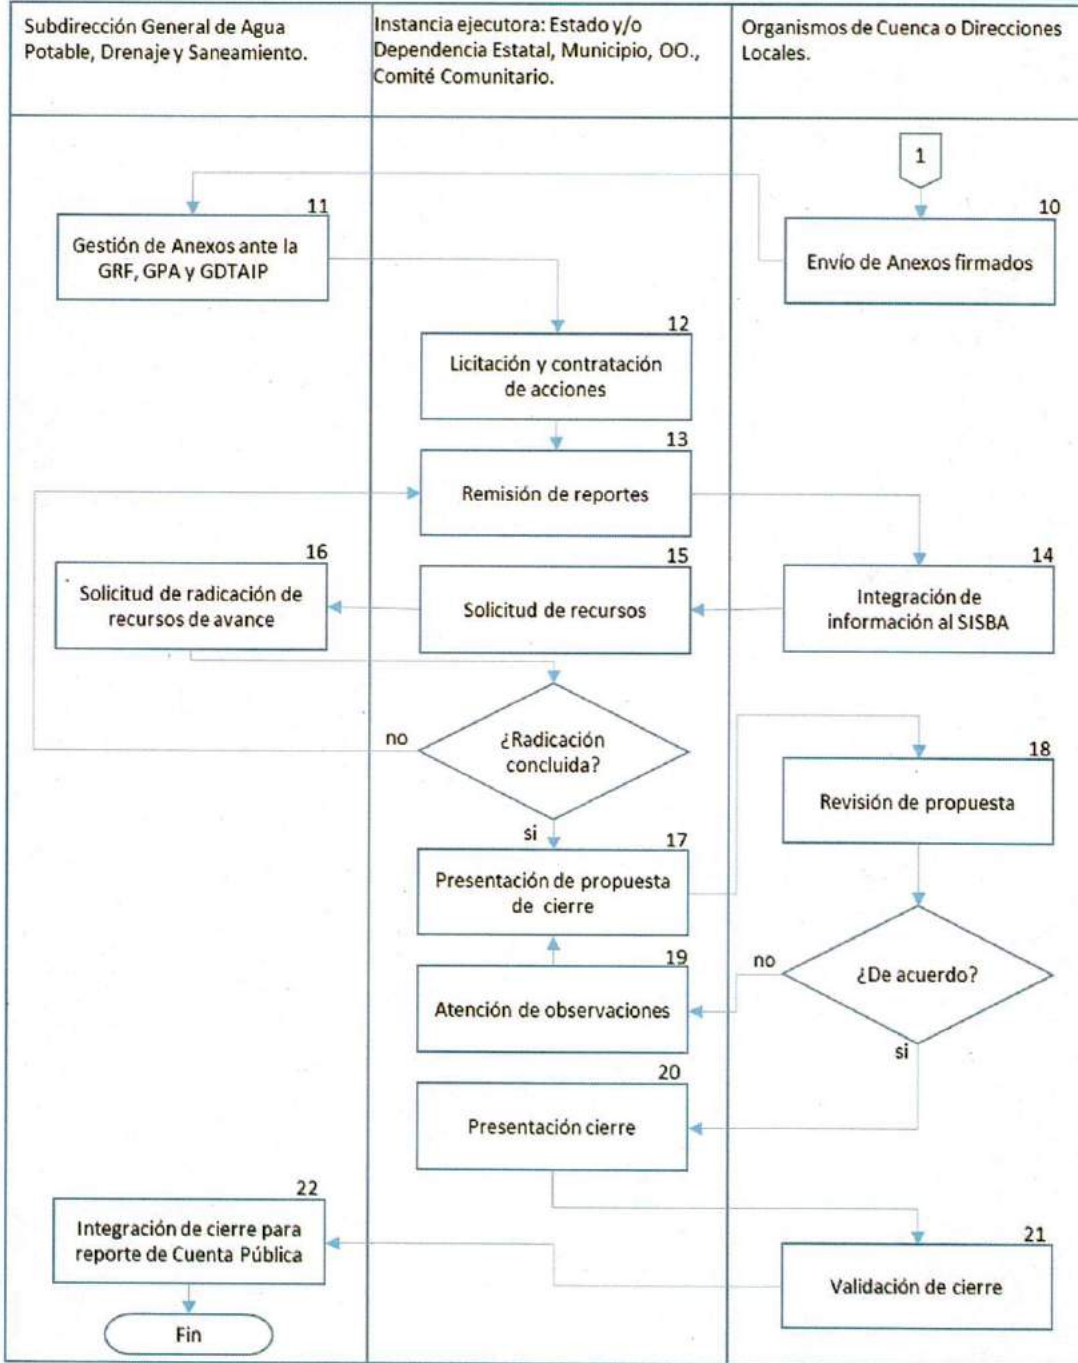 Subdirección General de Agua
Potable, Drenaje y Saneamiento.
Instancia ejecutora: Estado y/o
Dependencia Estatal, Municipio, OO.,
Comité Comunitario.
Organismos de Cuenca o Direcciones
Locales.
1
10
Envío de Anexos firmados
11
Gestión de Anexos ante la
GRF, GPA y GDTAIP
12
Licitación y contratación
de acciones
13
Remisión de reportes
14
Integración de
información al SISBA
15
Solicitud de recursos
16
Solicitud de radicación de
recursos de avance
¿Radicación
concluida?
no
si
17
Presentación de propuesta
de cierre
18
Revisión de propuesta
¿De acuerdo?
no
si
19
Atención de observaciones
20
Presentación cierre
21
Validación de cierre
22
Integración de cierre para
reporte de Cuenta Pública
Fin